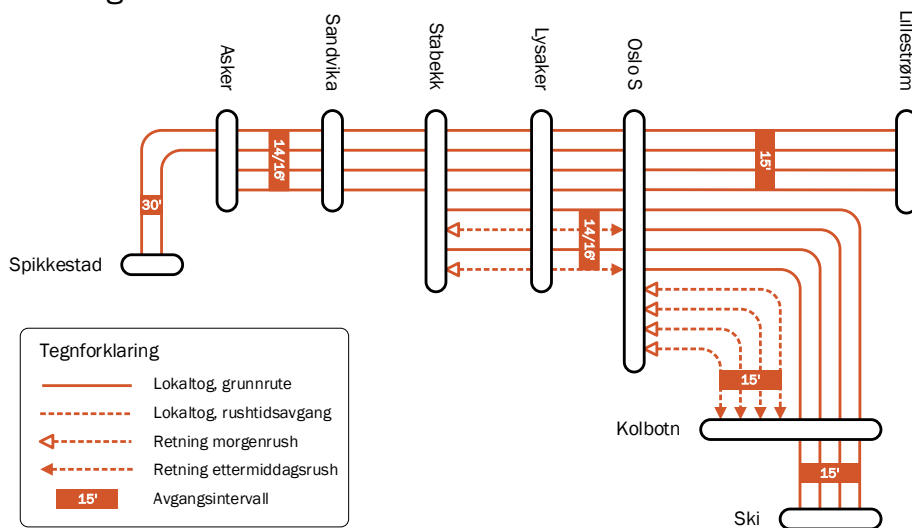 Asker
Sandvika
Stabekk
Lysaker
Oslo S
Lillestrøm
14/16'
15'
30'
14/16'
Spikkestad
Tegnforklaring
Lokaltog, grunnrute
Lokaltog, rushtidsavgang
Retning morgenrush
Retning ettermiddagsrush
15' Avgangsintervall
15'
Kolbotn
15'
Ski